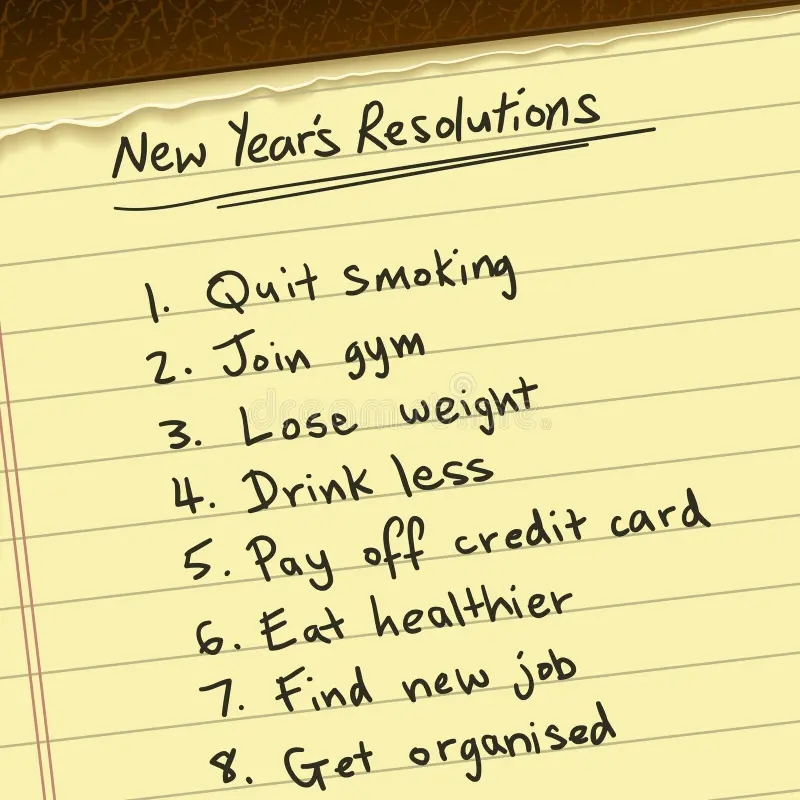 New Year's Resolutions
1. Quit smoking
2. Join gym
3. Lose weight
4. Drink less
5. Pay off credit card
6. Eat healthier
7. Find new job
8. Get organised
dreamstime.